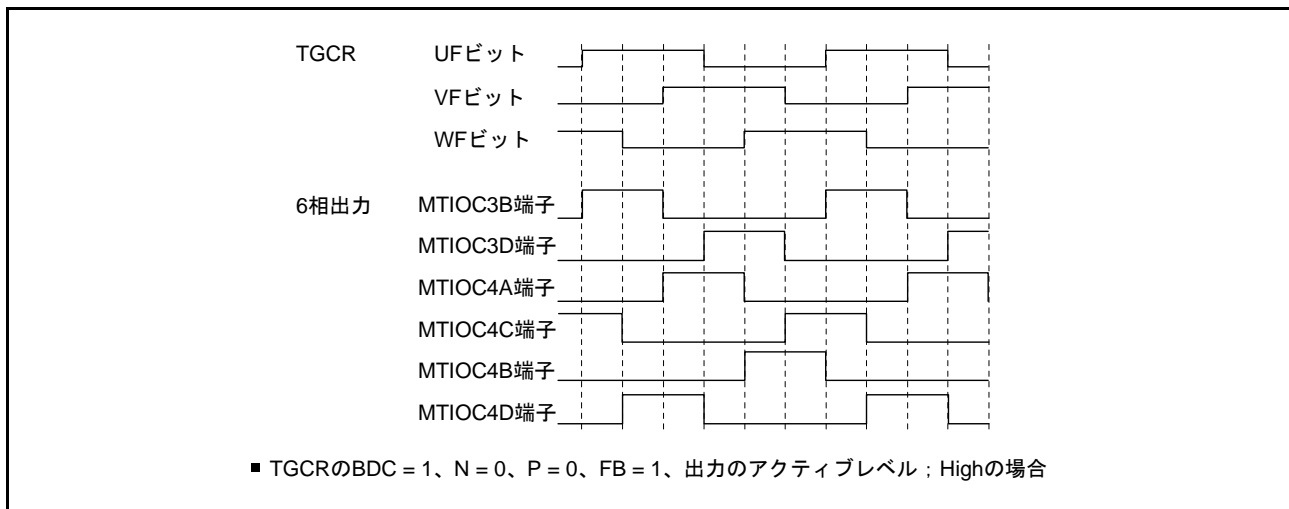 TGCR UFビット
VFビット
WFビット
6相出力 MTIOC3B端子
MTIOC3D端子
MTIOC4A端子
MTIOC4C端子
MTIOC4B端子
MTIOC4D端子
■ TGCRのBDC = 1、N = 0、P = 0、FB = 1、出力のアクティブレベル；Highの場合